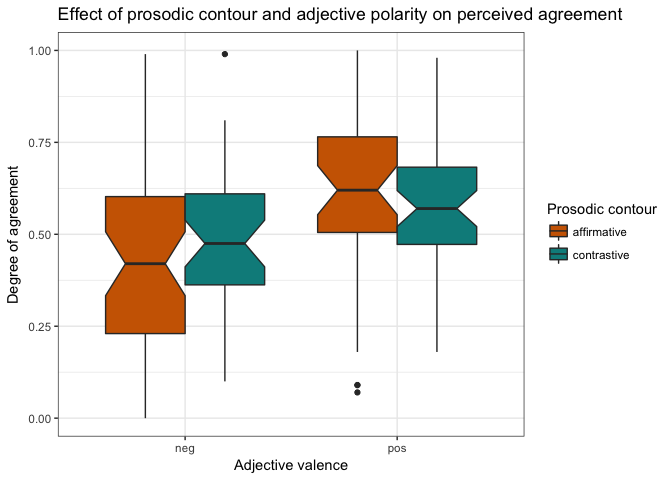 Effect of prosodic contour and adjective polarity on perceived agreement
1.00
0.75
0.50
0.25
0.00
Degree of agreement
neg
pos
Adjective valence
Prosodic contour
affirmative
contrastive